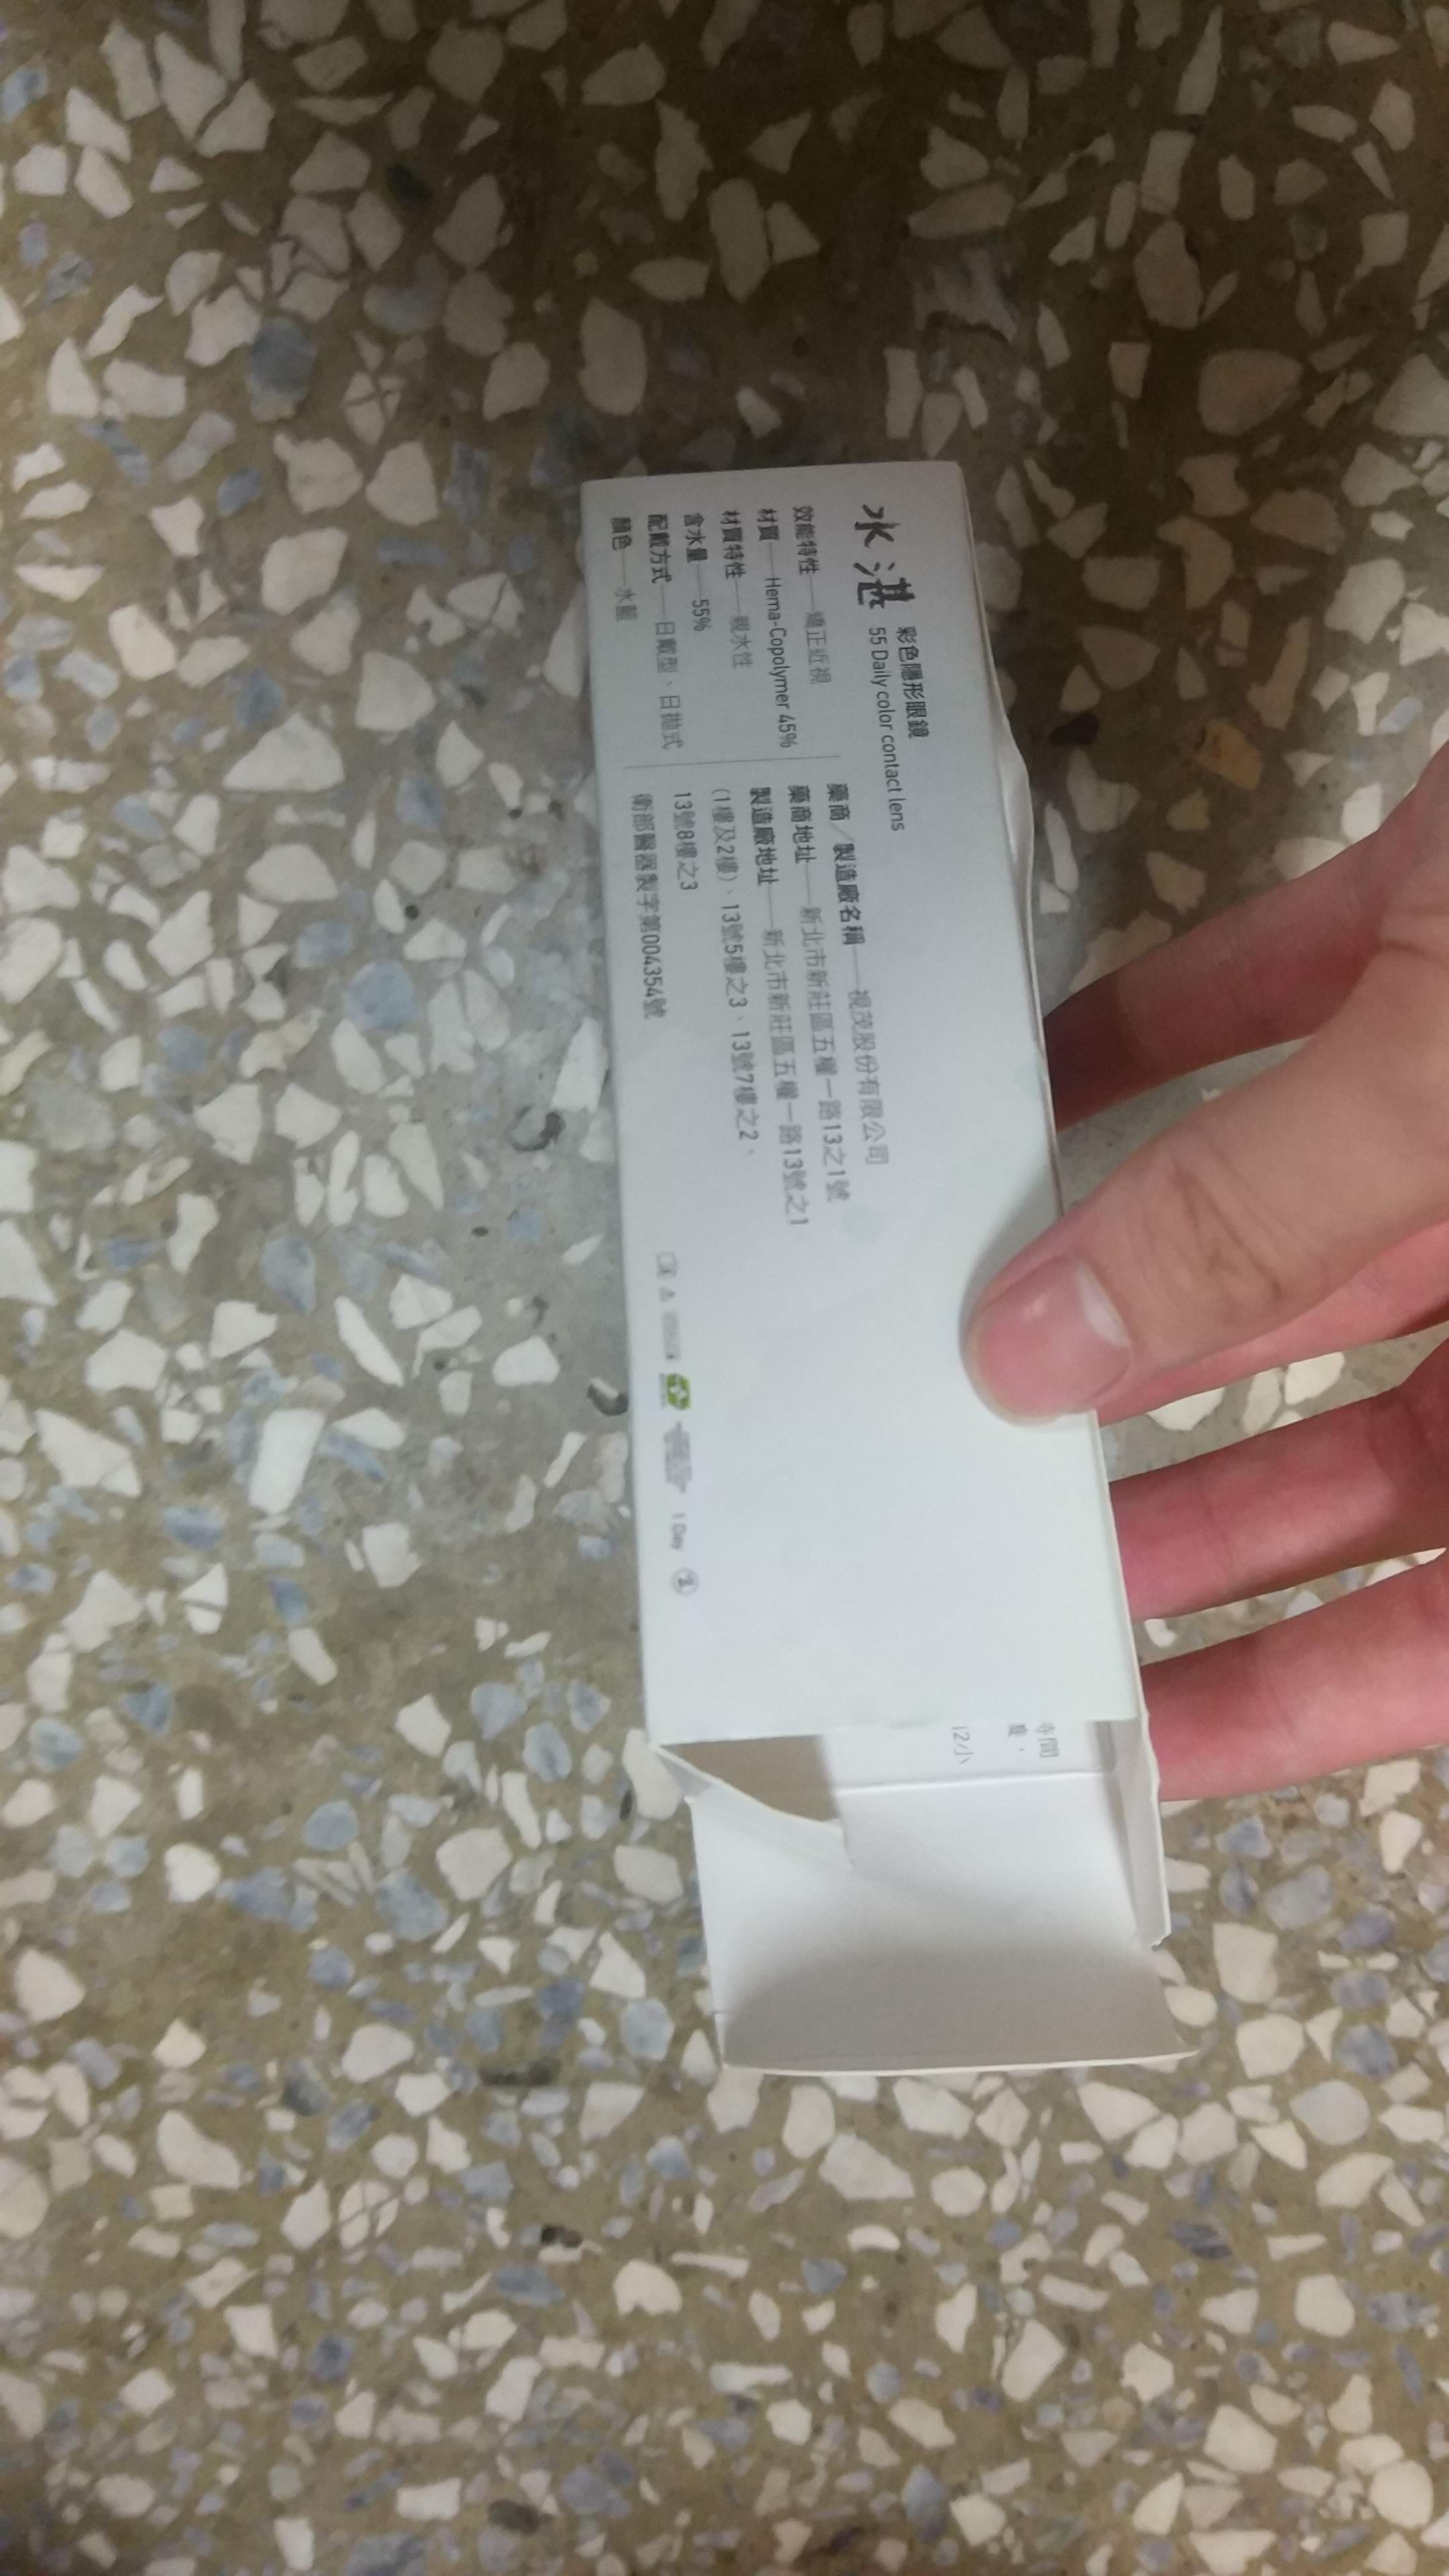 水湛 彩色隱形眼鏡
55 Daily color contact lens
效能特性——矯正近視
材質——Hema-Copolymer 45%
材質特性——親水性
含水量——55%
配戴方式——日戴型、日拋式
顏色——水藍
藥商／製造廠名稱——視茂股份有限公司
藥商地址——新北市新莊區五權一路13之1號
製造廠地址——新北市新莊區五權一路13號之1
(1樓及2樓)、13號5樓之3、13號7樓之2、
13號8樓之3
衛部醫器製字第004354號
1 Day
時間
12小